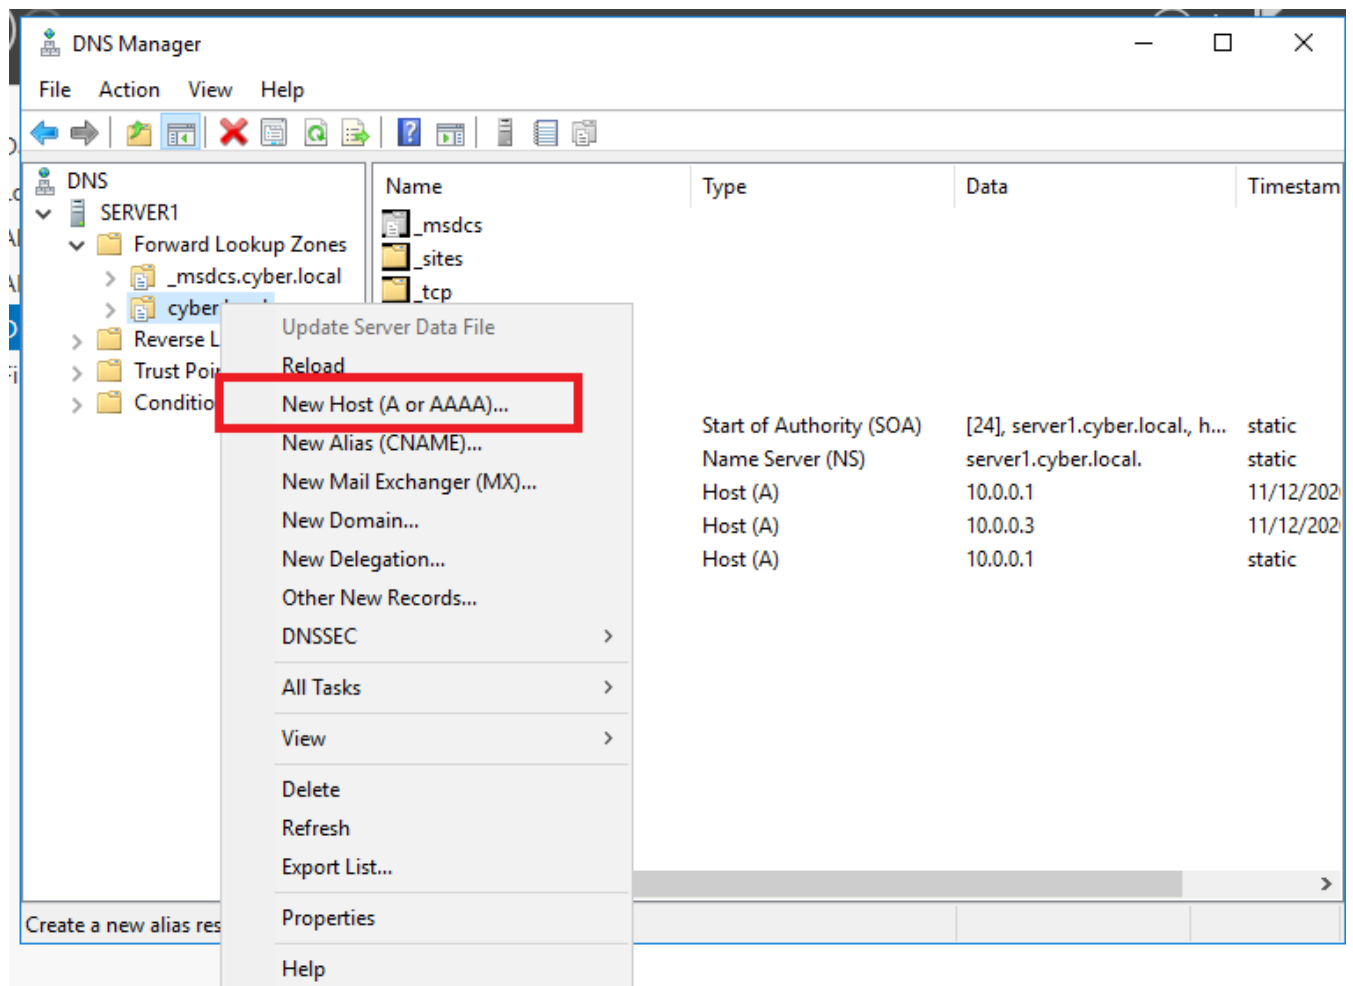 DNS Manager
File Action View Help
DNS
SERVER1
Forward Lookup Zones
_msdcs.cyber.local
cyber
Reverse L
Trust Poi
Conditio
Name Type Data Timestam
_msdcs
_sites
_tcp
Start of Authority (SOA) [24], server1.cyber.local., h... static
Name Server (NS) server1.cyber.local. static
Host (A) 10.0.0.1 11/12/202
Host (A) 10.0.0.3 11/12/202
Host (A) 10.0.0.1 static
Update Server Data File
Reload
New Host (A or AAAA)...
New Alias (CNAME)...
New Mail Exchanger (MX)...
New Domain...
New Delegation...
Other New Records...
DNSSEC
All Tasks
View
Delete
Refresh
Export List...
Properties
Help
Create a new alias res